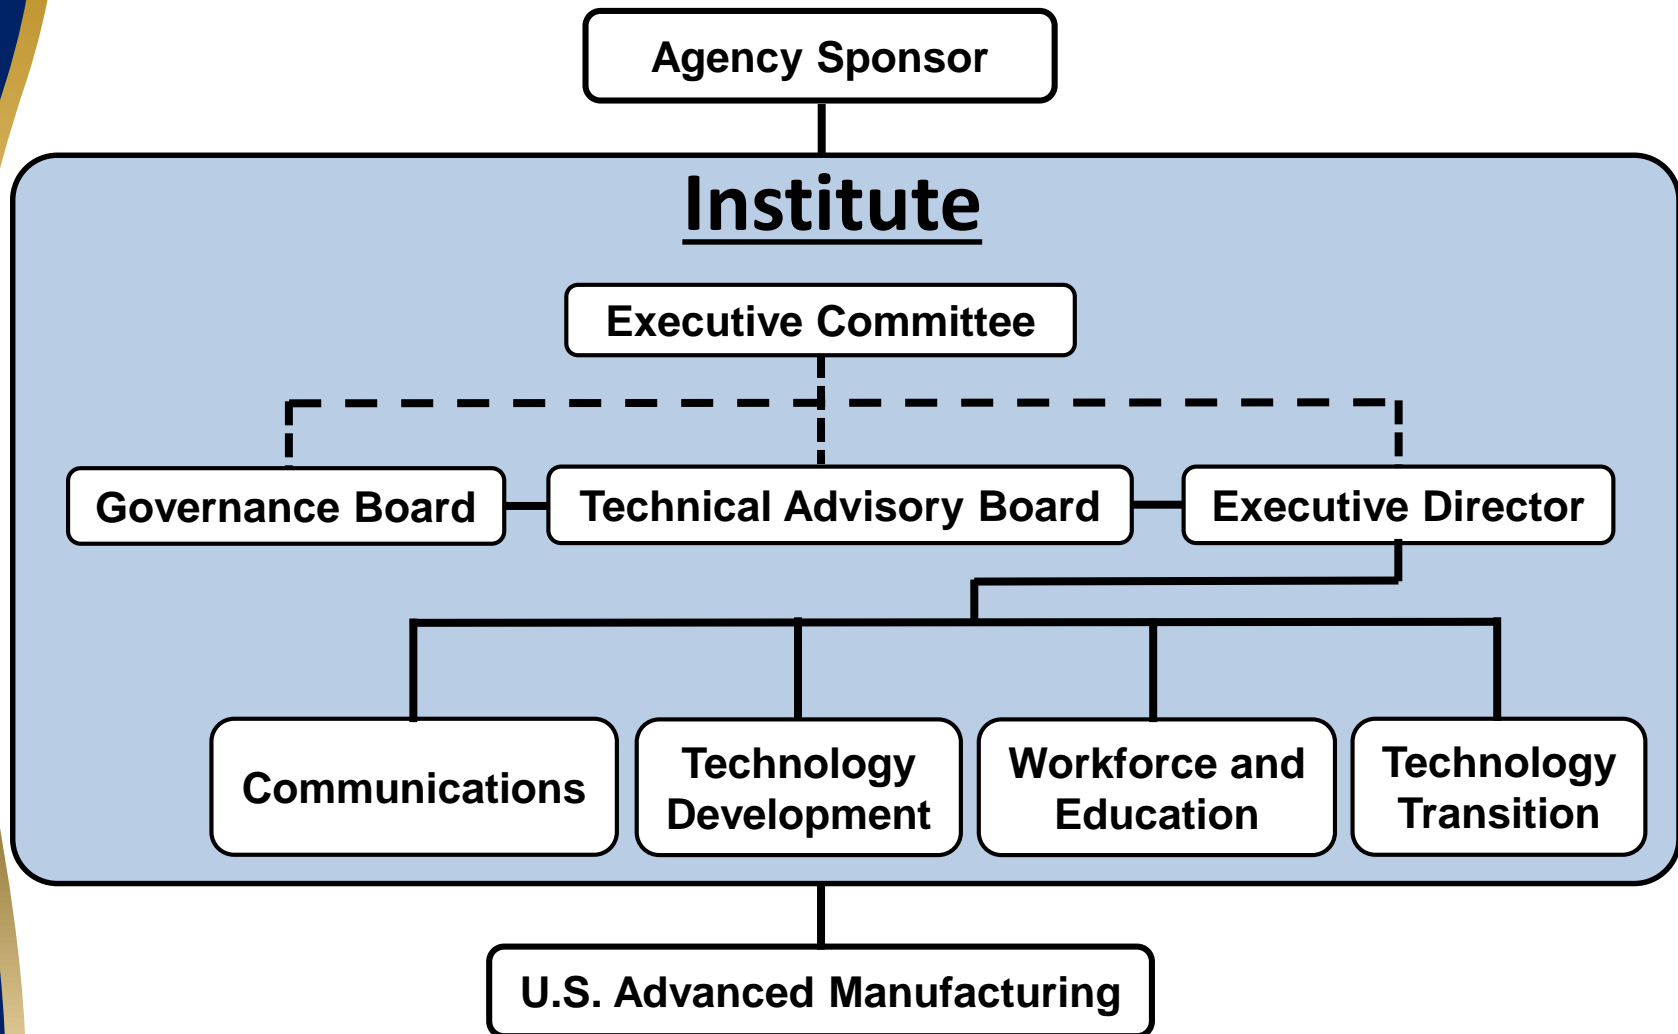 Agency Sponsor
Institute
Executive Committee
Governance Board
Technical Advisory Board
Executive Director
Communications
Technology
Development
Workforce and
Education
Technology
Transition
U.S. Advanced Manufacturing